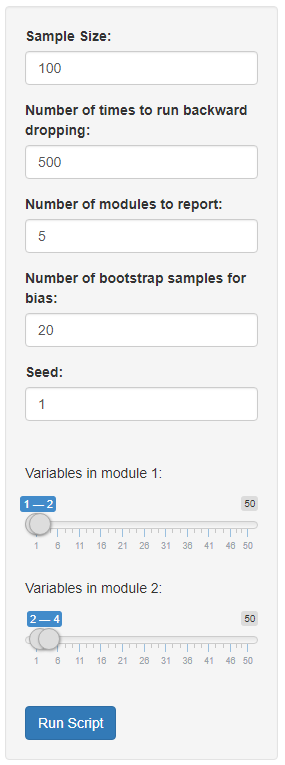 Sample Size:
100
Number of times to run backward
dropping:
500
Number of modules to report:
5
Number of bootstrap samples for
bias:
20
Seed:
1
Variables in module 1:
1 — 2 50
1 6 11 16 21 26 31 36 41 46 50
Variables in module 2:
2 — 4 50
1 6 11 16 21 26 31 36 41 46 50
Run Script